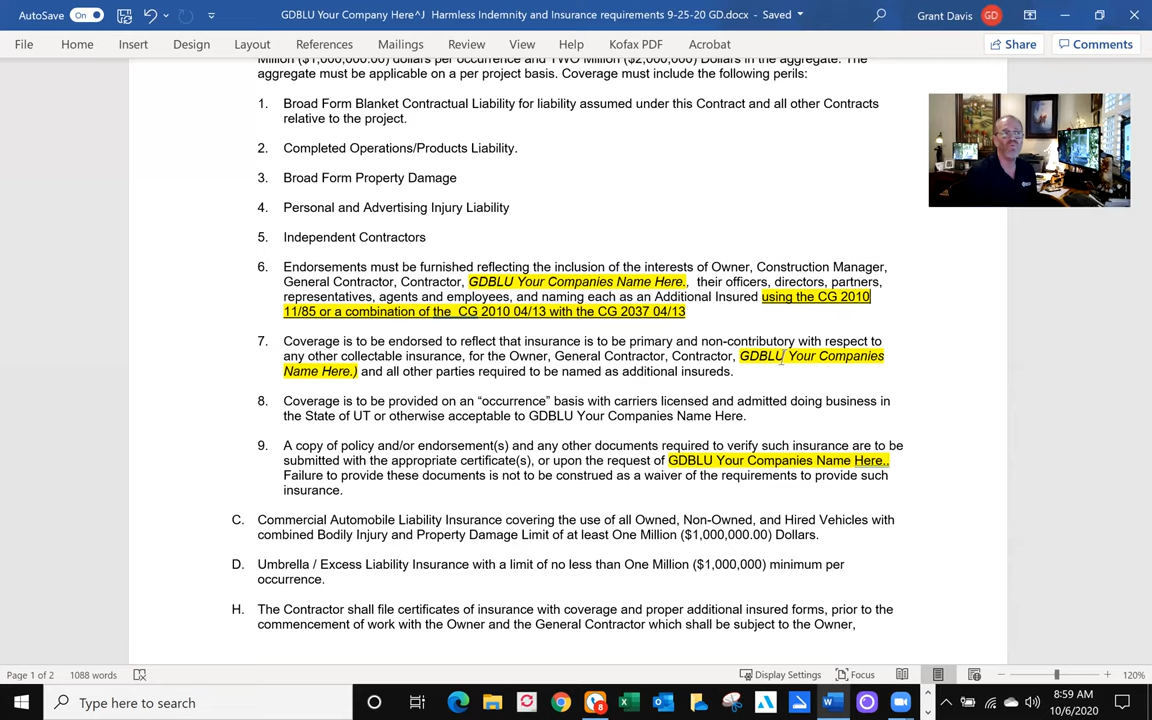 AutoSave On GDBLU Your Company Here^J Harmless Indemnity and Insurance requirements 9-25-20 GD.docx - Saved Grant Davis GD
File Home Insert Design Layout References Mailings Review View Help Kofax PDF Acrobat Share Comments
Million ($1,000,000.00) dollars per occurrence and TWO Million ($2,000,000) Dollars in the aggregate. The
aggregate must be applicable on a per project basis. Coverage must include the following perils:
1. Broad Form Blanket Contractual Liability for liability assumed under this Contract and all other Contracts
relative to the project.
2. Completed Operations/Products Liability.
3. Broad Form Property Damage
4. Personal and Advertising Injury Liability
5. Independent Contractors
6. Endorsements must be furnished reflecting the inclusion of the interests of Owner, Construction Manager,
General Contractor, Contractor, GDBLU Your Companies Name Here., their officers, directors, partners,
representatives, agents and employees, and naming each as an Additional Insured using the CG 2010
11/85 or a combination of the CG 2010 04/13 with the CG 2037 04/13
7. Coverage is to be endorsed to reflect that insurance is to be primary and non-contributory with respect to
any other collectable insurance, for the Owner, General Contractor, Contractor, GDBLU Your Companies
Name Here.) and all other parties required to be named as additional insureds.
8. Coverage is to be provided on an “occurrence” basis with carriers licensed and admitted doing business in
the State of UT or otherwise acceptable to GDBLU Your Companies Name Here.
9. A copy of policy and/or endorsement(s) and any other documents required to verify such insurance are to be
submitted with the appropriate certificate(s), or upon the request of GDBLU Your Companies Name Here..
Failure to provide these documents is not to be construed as a waiver of the requirements to provide such
insurance.
C. Commercial Automobile Liability Insurance covering the use of all Owned, Non-Owned, and Hired Vehicles with
combined Bodily Injury and Property Damage Limit of at least One Million ($1,000,000.00) Dollars.
D. Umbrella / Excess Liability Insurance with a limit of no less than One Million ($1,000,000) minimum per
occurrence.
H. The Contractor shall file certificates of insurance with coverage and proper additional insured forms, prior to the
commencement of work with the Owner and the General Contractor which shall be subject to the Owner,
Page 1 of 2 1088 words Display Settings Focus 120%
Type here to search 8:59 AM
10/6/2020